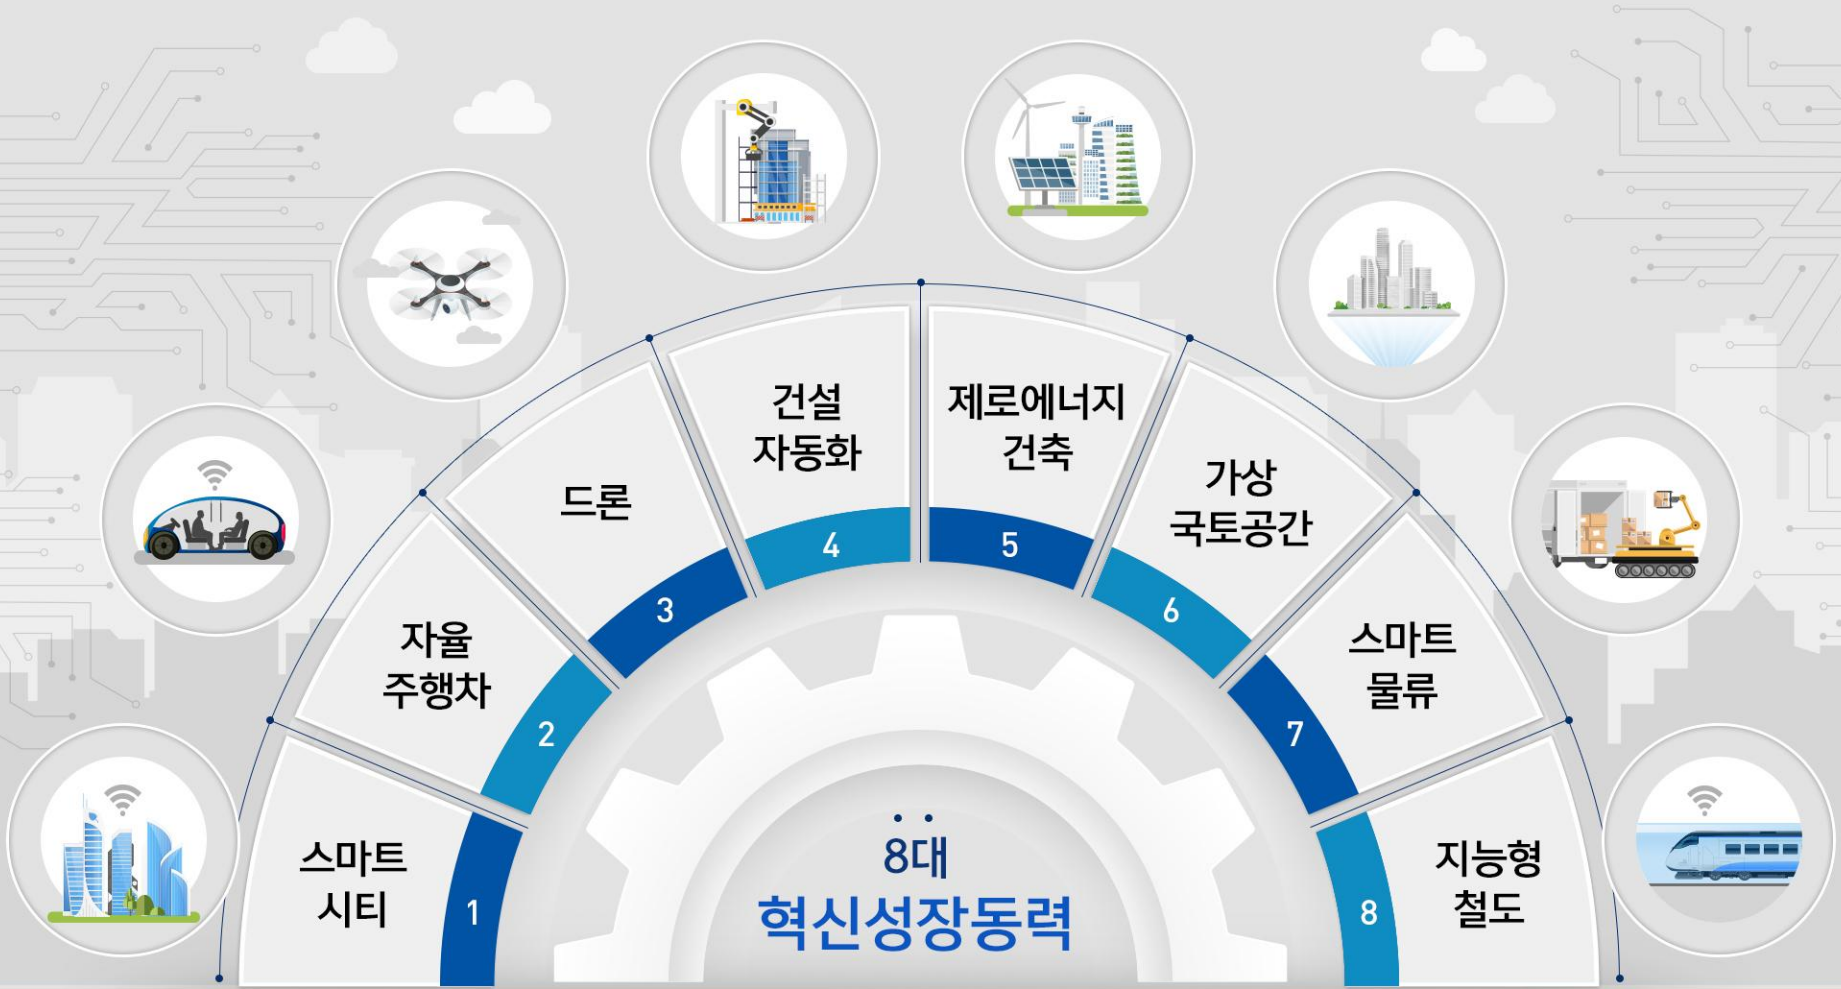 건설
자동화
4
제로에너지
건축
5
드론
3
가상
국토공간
6
자율
주행차
2
스마트
물류
7
스마트
시티
1
8대
혁신성장동력
지능형
철도
8